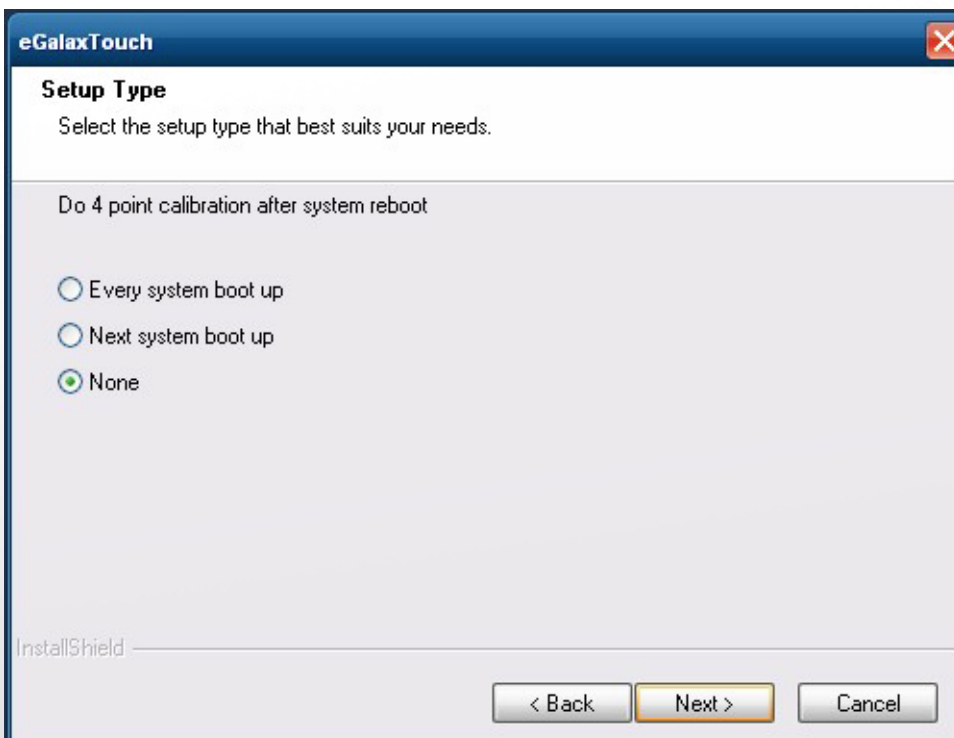 eGalaxTouch
Setup Type
Select the setup type that best suits your needs.
Do 4 point calibration after system reboot
Every system boot up
Next system boot up
None
InstallShield
< Back Next > Cancel